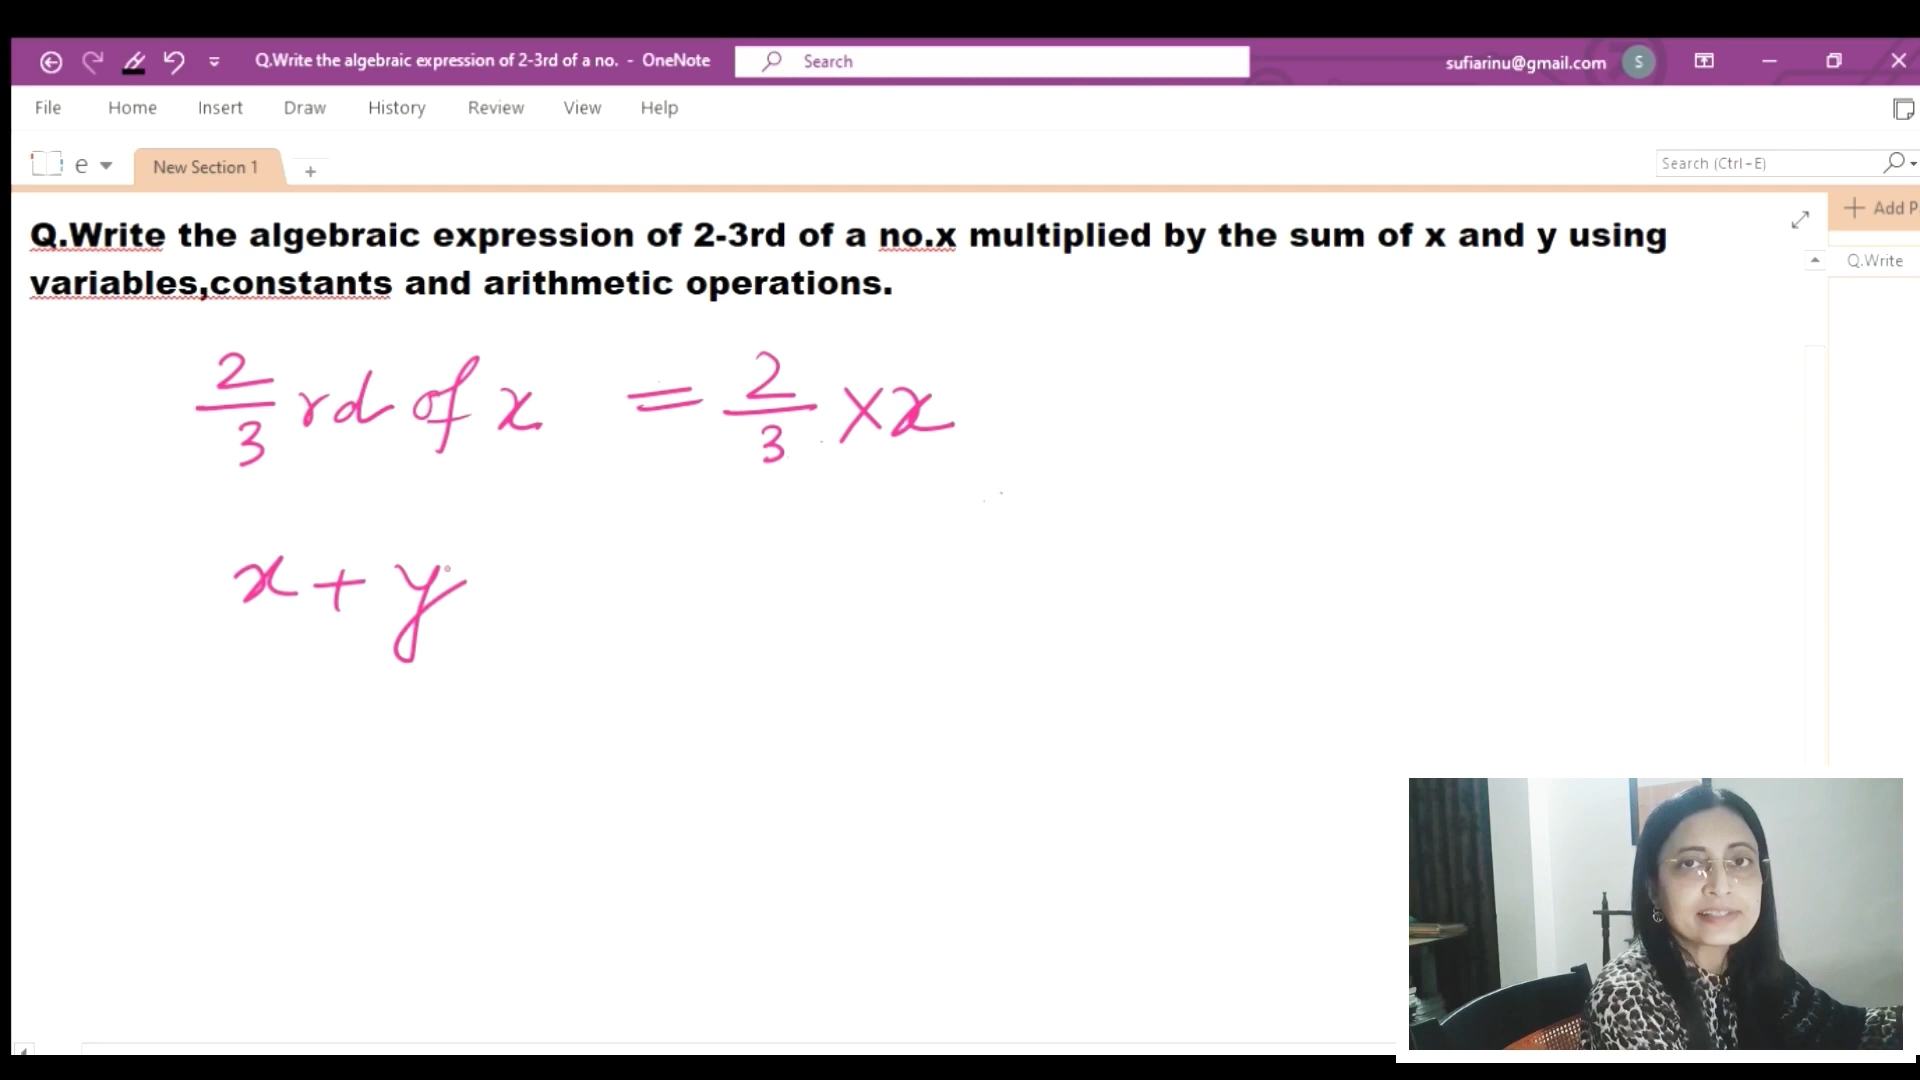 Q.Write the algebraic expression of 2-3rd of a no. - OneNote
Search
sufiarinu@gmail.com
S
File Home Insert Draw History Review View Help
e
New Section 1
+
Search (Ctrl-E)
Q.Write the algebraic expression of 2-3rd of a no.x multiplied by the sum of x and y using
variables,constants and arithmetic operations.
+ Add P
Q.Write
2/3 rd of x = 2/3 × x
x + y